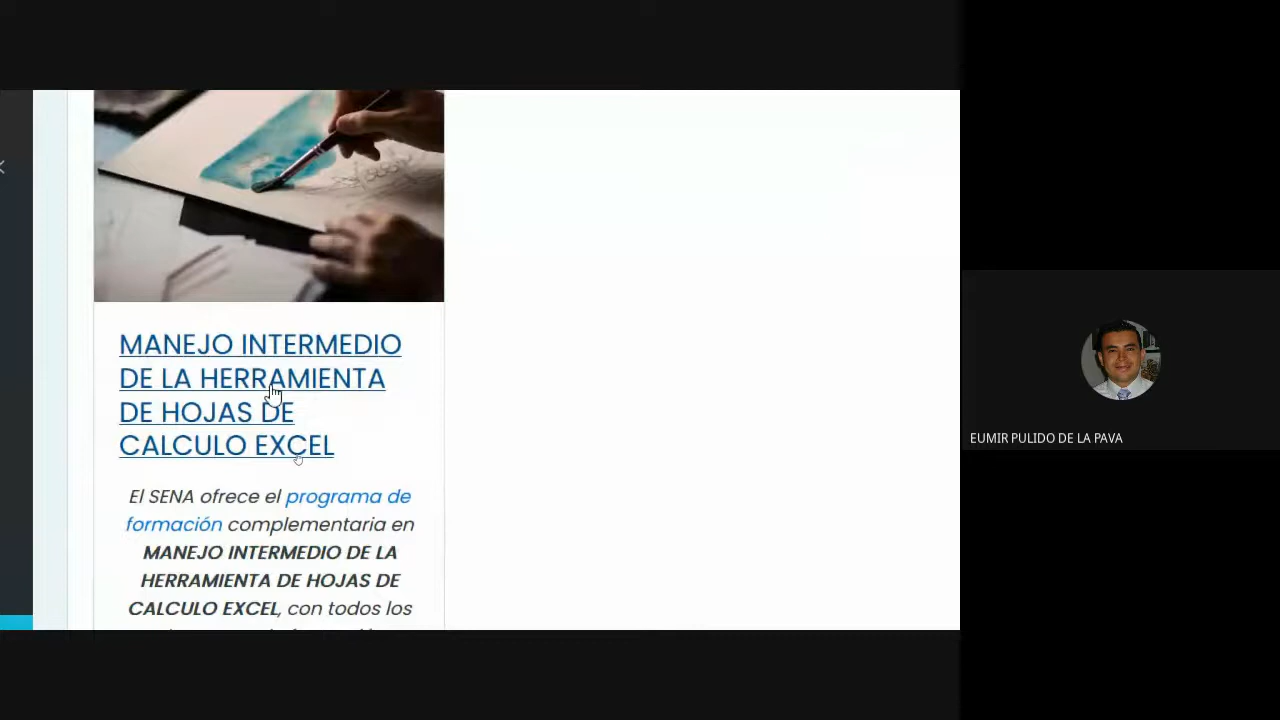 MANEJO INTERMEDIO
DE LA HERRAMIENTA
DE HOJAS DE
CALCULO EXCEL
El SENA ofrece el programa de
formación complementaria en
MANEJO INTERMEDIO DE LA
HERRAMIENTA DE HOJAS DE
CALCULO EXCEL, con todos los
EUMIR PULIDO DE LA PAVA